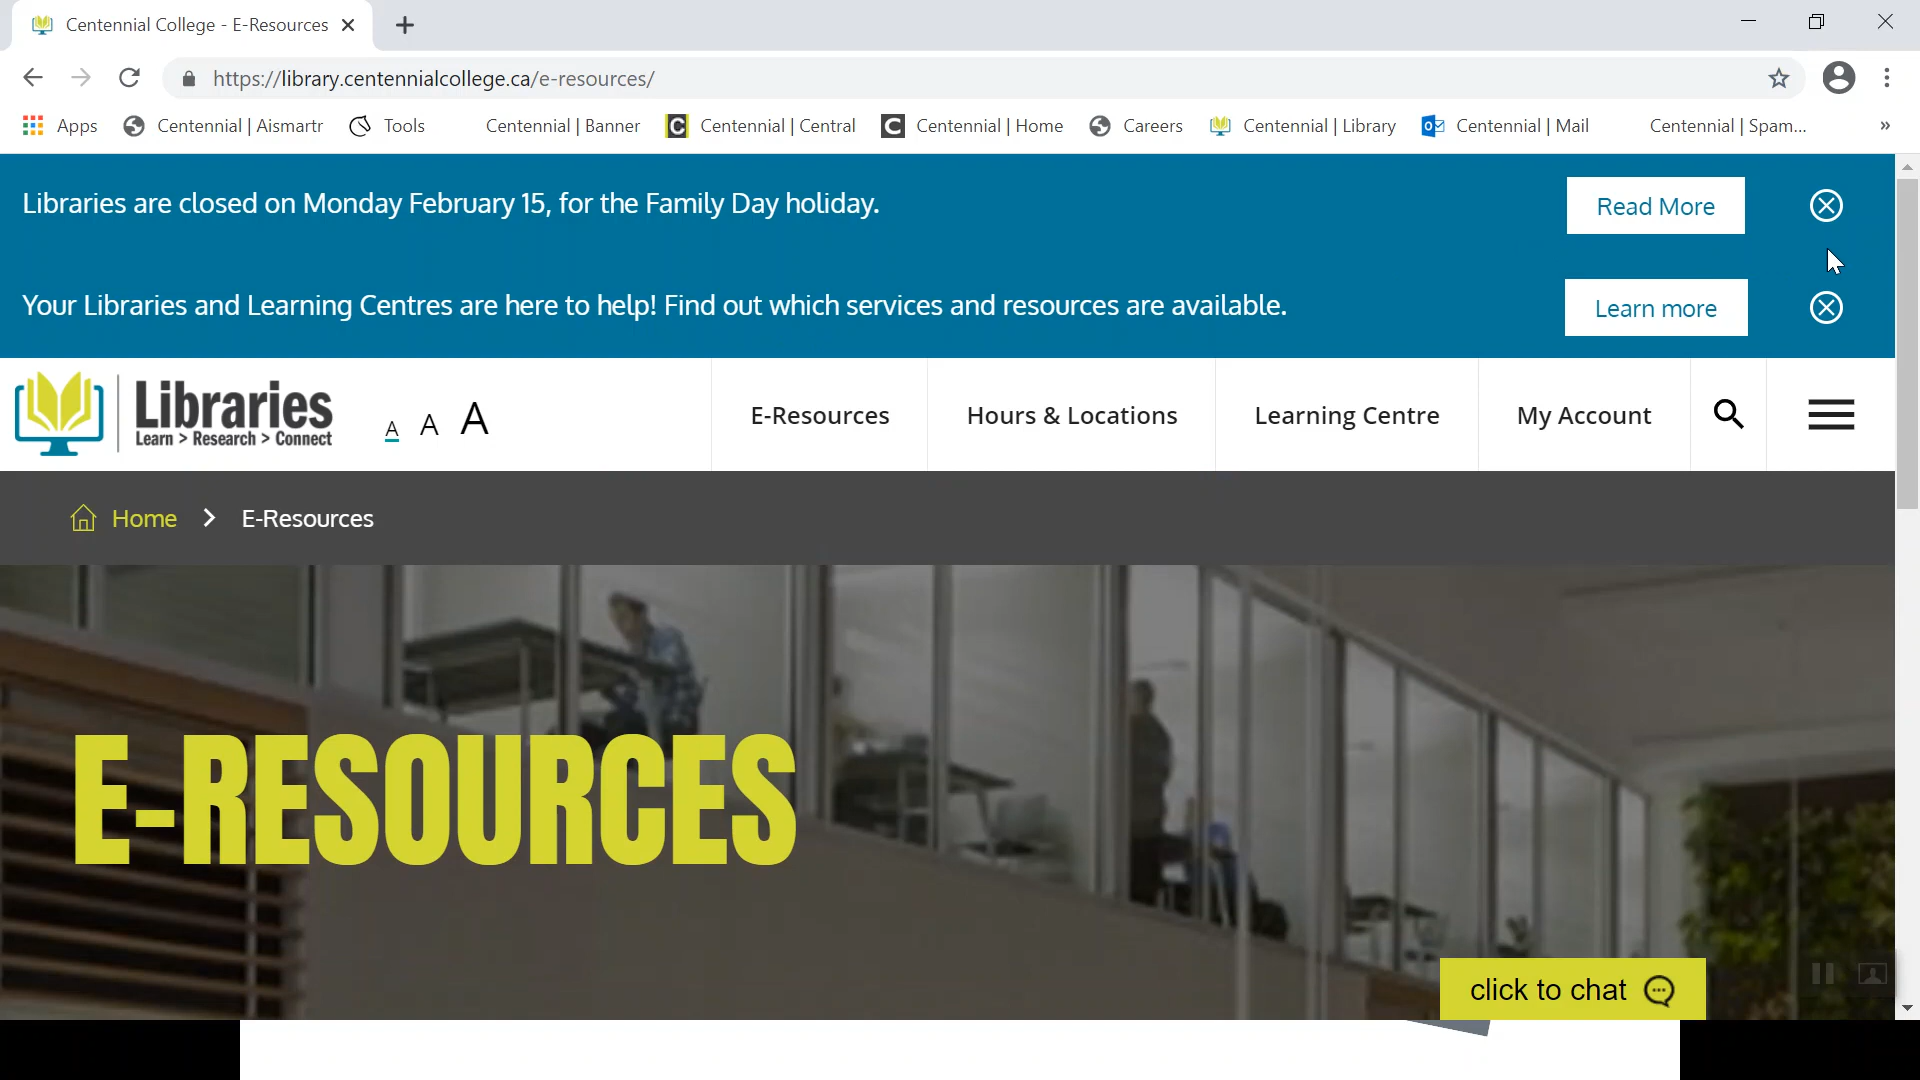 Centennial College - E-Resources
https://library.centennialcollege.ca/e-resources/
Apps Centennial | Aismartr Tools Centennial | Banner Centennial | Central Centennial | Home Careers Centennial | Library Centennial | Mail Centennial | Spam... »
Libraries are closed on Monday February 15, for the Family Day holiday. Read More
Your Libraries and Learning Centres are here to help! Find out which services and resources are available. Learn more
Libraries
Learn > Research > Connect
A A A
E-Resources Hours & Locations Learning Centre My Account
Home > E-Resources
E-RESOURCES
click to chat